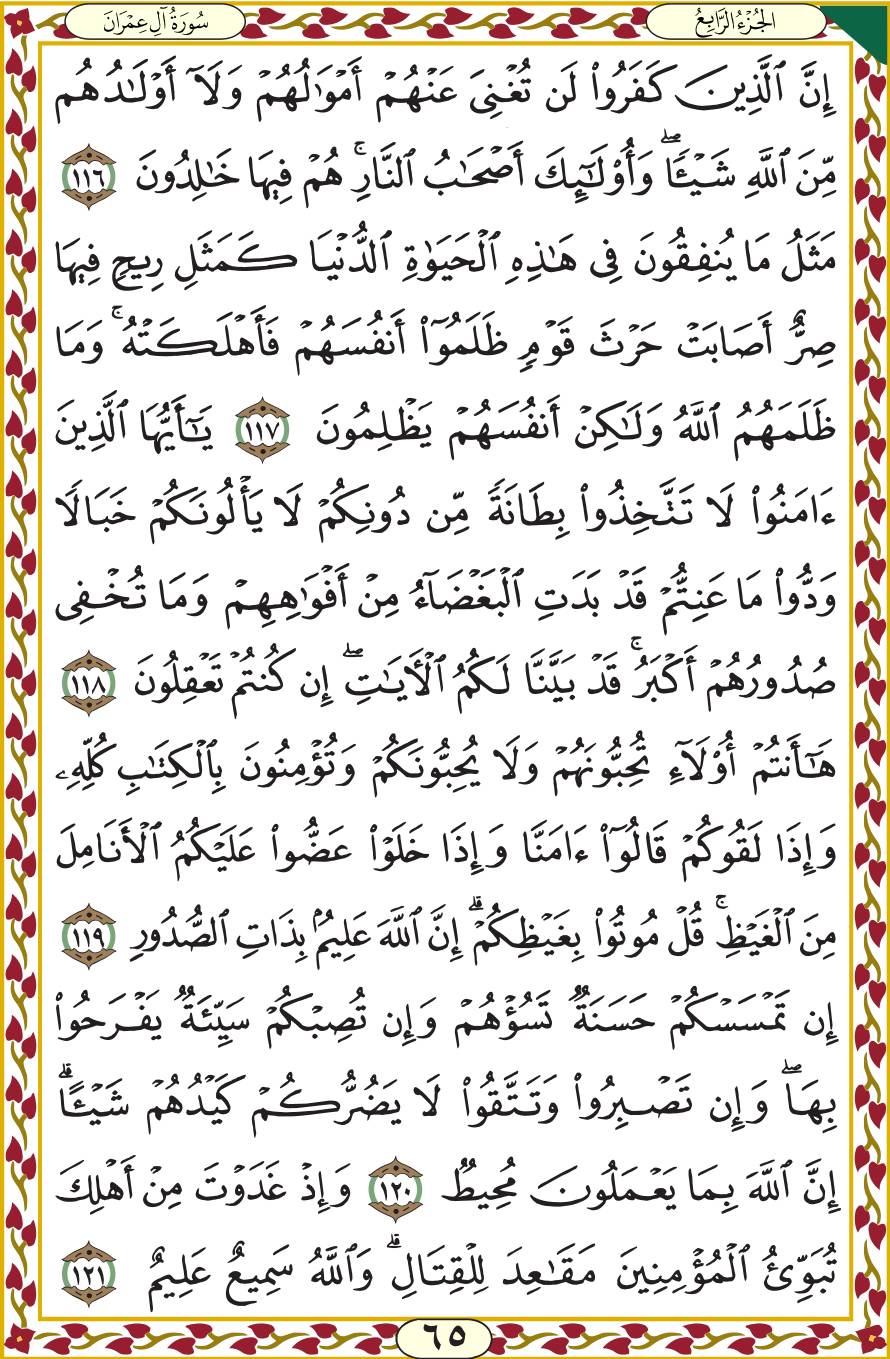 الجُزْءُ الرَّابِعُ
سُورَةُ آلِ عِمْرَانَ
إِنَّ ٱلَّذِينَ كَفَرُوا۟ لَن تُغْنِىَ عَنْهُمْ أَمْوَٰلُهُمْ وَلَآ أَوْلَـٰدُهُم
مِّنَ ٱللَّهِ شَيْـًٔا ۖ وَأُو۟لَـٰٓئِكَ أَصْحَـٰبُ ٱلنَّارِ ۚ هُمْ فِيهَا خَـٰلِدُونَ ١١٦
مَثَلُ مَا يُنفِقُونَ فِى هَـٰذِهِ ٱلْحَيَوٰةِ ٱلدُّنْيَا كَمَثَلِ رِيحٍ فِيهَا
صِرٌّ أَصَابَتْ حَرْثَ قَوْمٍ ظَلَمُوٓا۟ أَنفُسَهُمْ فَأَهْلَكَتْهُ ۚ وَمَا
ظَلَمَهُمُ ٱللَّهُ وَلَـٰكِنْ أَنفُسَهُمْ يَظْلِمُونَ ١١٧ يَـٰٓأَيُّهَا ٱلَّذِينَ
ءَامَنُوا۟ لَا تَتَّخِذُوا۟ بِطَانَةً مِّن دُونِكُمْ لَا يَأْلُونَكُمْ خَبَالًا
وَدُّوا۟ مَا عَنِتُّمْ قَدْ بَدَتِ ٱلْبَغْضَآءُ مِنْ أَفْوَٰهِهِمْ وَمَا تُخْفِى
صُدُورُهُمْ أَكْبَرُ ۚ قَدْ بَيَّنَّا لَكُمُ ٱلْـَٔايَـٰتِ ۖ إِن كُنتُمْ تَعْقِلُونَ ١١٨
هَـٰٓأَنتُمْ أُو۟لَآءِ تُحِبُّونَهُمْ وَلَا يُحِبُّونَكُمْ وَتُؤْمِنُونَ بِٱلْكِتَـٰبِ كُلِّهِۦ
وَإِذَا لَقُوكُمْ قَالُوٓا۟ ءَامَنَّا وَإِذَا خَلَوْا۟ عَضُّوا۟ عَلَيْكُمُ ٱلْأَنَامِلَ
مِنَ ٱلْغَيْظِ ۚ قُلْ مُوتُوا۟ بِغَيْظِكُمْ ۗ إِنَّ ٱللَّهَ عَلِيمٌۢ بِذَاتِ ٱلصُّدُورِ ١١٩
إِن تَمْسَسْكُمْ حَسَنَةٌ تَسُؤْهُمْ وَإِن تُصِبْكُمْ سَيِّئَةٌ يَفْرَحُوا۟
بِهَا ۖ وَإِن تَصْبِرُوا۟ وَتَتَّقُوا۟ لَا يَضُرُّكُمْ كَيْدُهُمْ شَيْـًٔا ۗ
إِنَّ ٱللَّهَ بِمَا يَعْمَلُونَ مُحِيطٌ ١٢٠ وَإِذْ غَدَوْتَ مِنْ أَهْلِكَ
تُبَوِّئُ ٱلْمُؤْمِنِينَ مَقَـٰعِدَ لِلْقِتَالِ ۗ وَٱللَّهُ سَمِيعٌ عَلِيمٌ ١٢١
٦٥